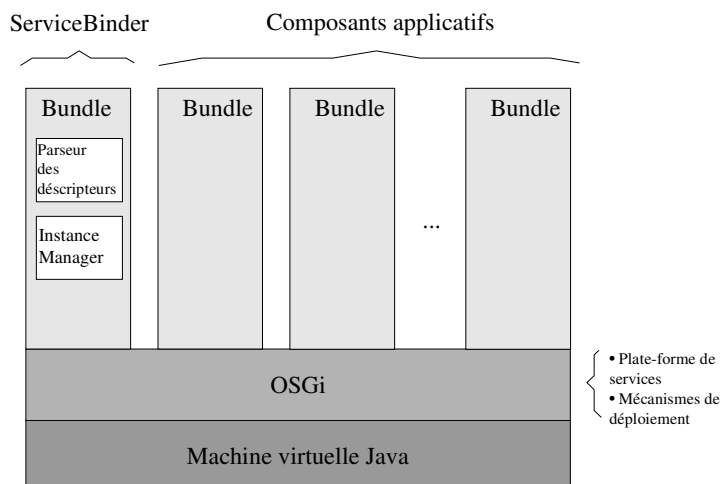 ServiceBinder
Composants applicatifs
Bundle
Bundle
Bundle
Bundle
Parseur
des
déscripteurs
Instance
Manager
...
• Plate-forme de
services
• Mécanismes de
déploiement
OSGi
Machine virtuelle Java